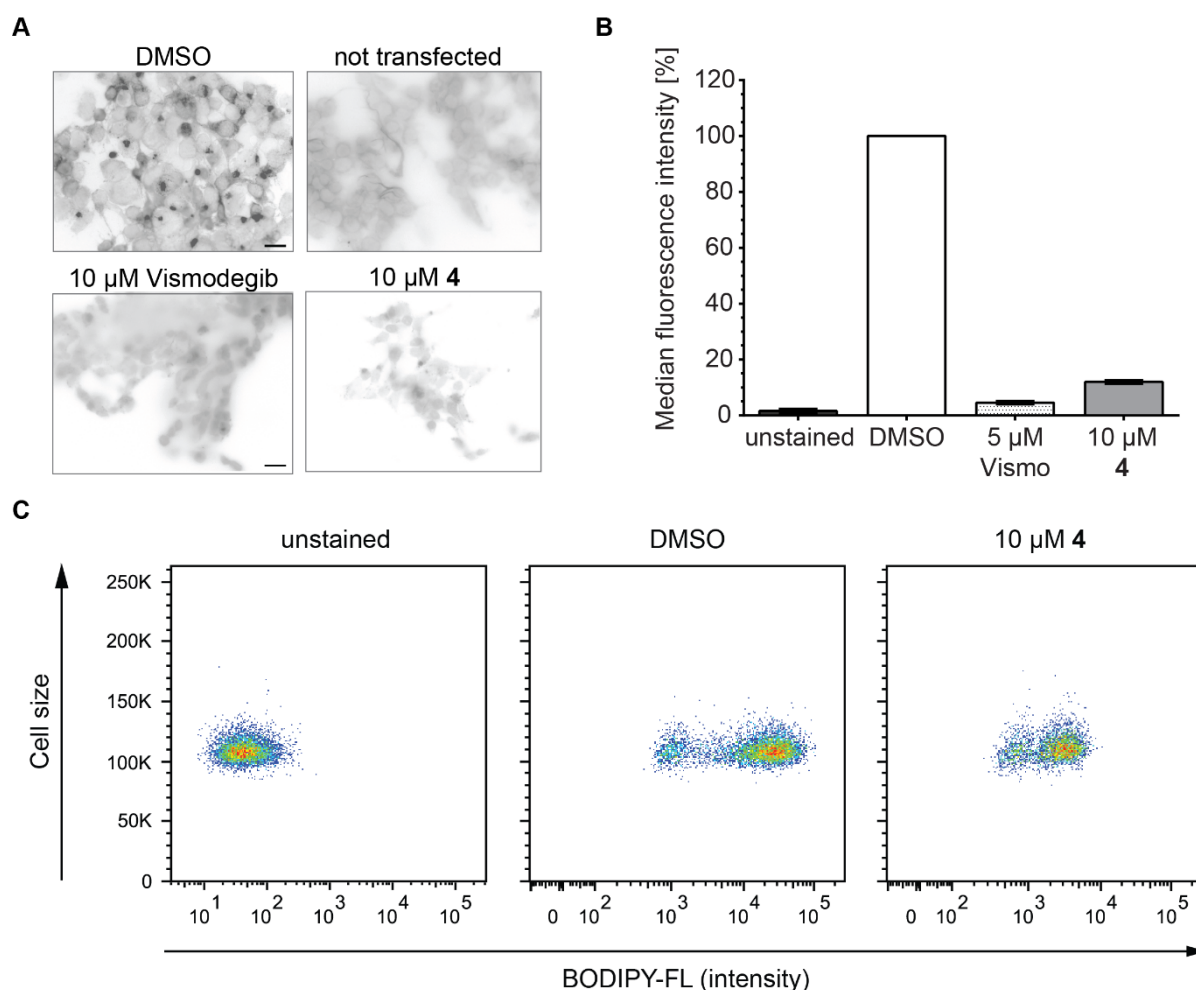 A
DMSO
not transfected
10 µM Vismodegib
10 µM 4
B
Median fluorescence intensity [%]
120
100
80
60
40
20
0
unstained
DMSO
5 µM
Vismo
10 µM
4
C
unstained
DMSO
10 µM 4
Cell size
250K
200K
150K
100K
50K
0
10^1 10^2 10^3 10^4 10^5
0 10^2 10^3 10^4 10^5
0 10^2 10^3 10^4 10^5
BODIPY-FL (intensity)